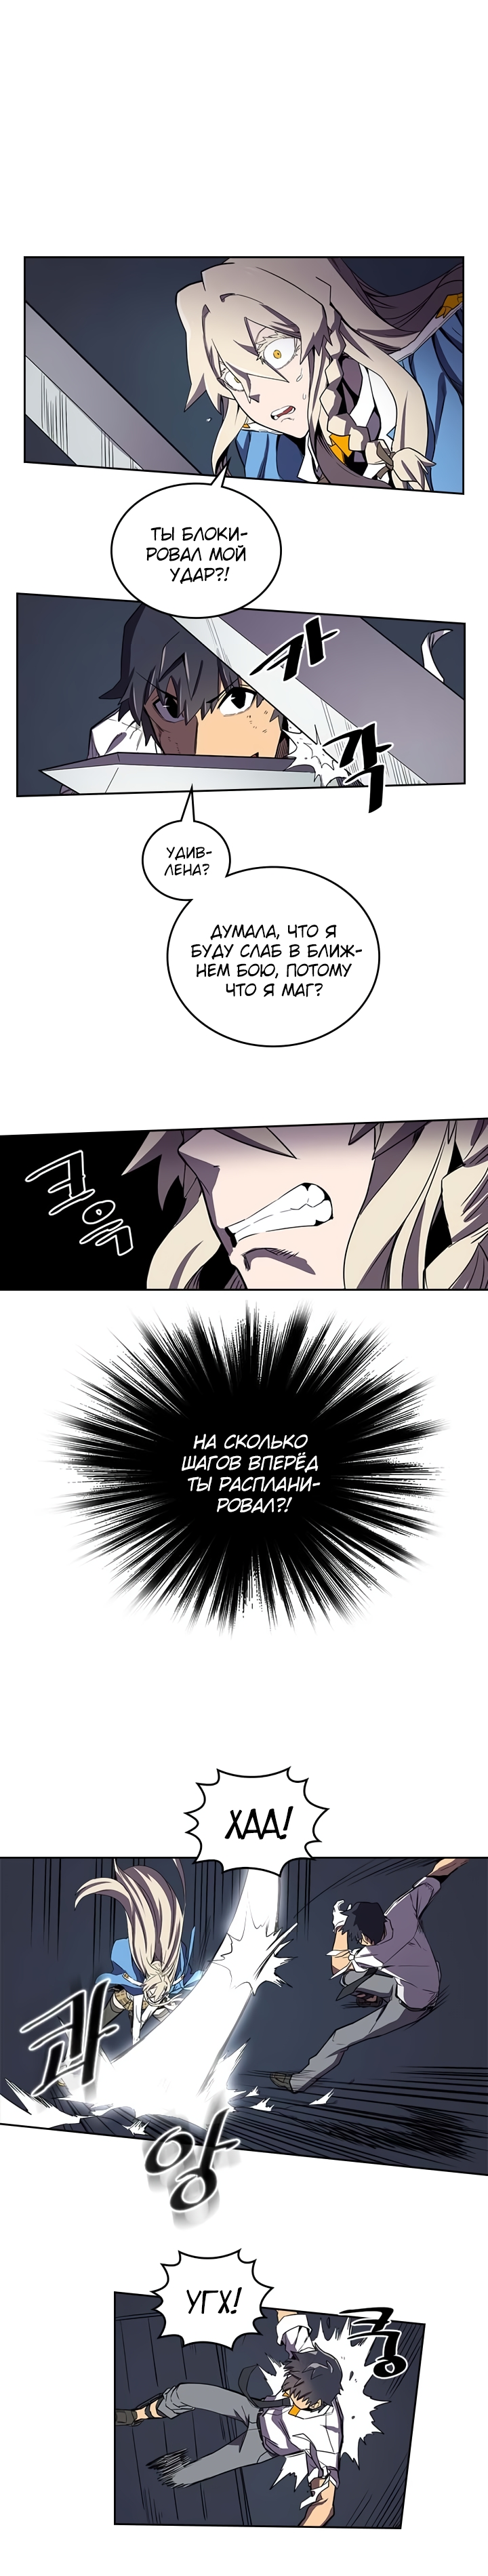 ТЫ БЛОКИ-
РОВАЛ МОЙ
УДАР?!
카
각
УДИВ-
ЛЕНА?
ДУМАЛА, ЧТО Я
БУДУ СЛАБ В БЛИЖ-
НЕМ БОЮ, ПОТОМУ
ЧТО Я МАГ?
크
윽
НА СКОЛЬКО
ШАГОВ ВПЕРЁД
ТЫ РАСПЛАНИ-
РОВАЛ?!
ХАА!
콰
앙
УГХ!
쿵